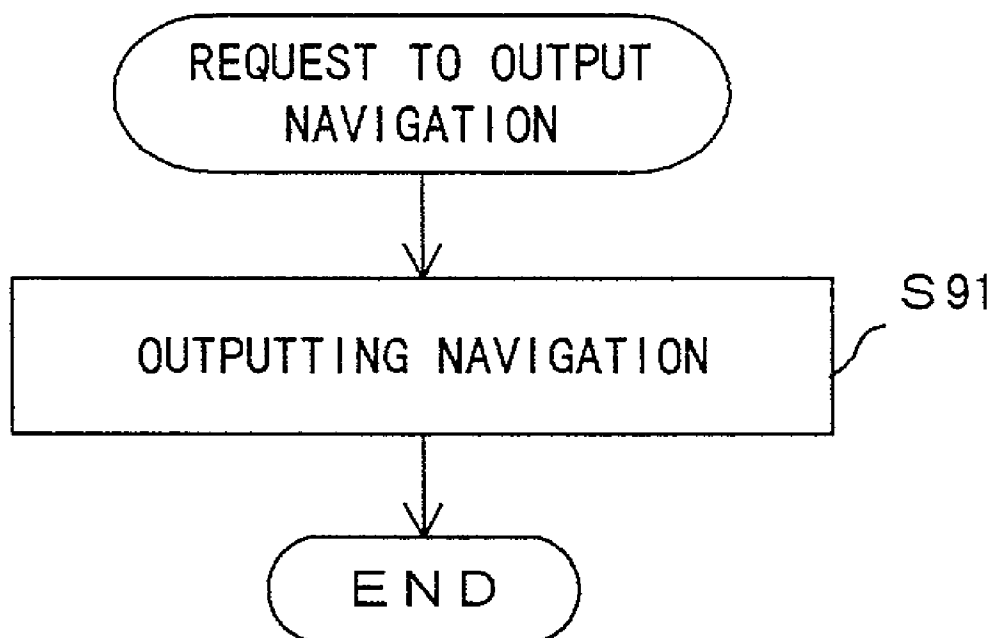 REQUEST TO OUTPUT
NAVIGATION
S91
OUTPUTTING NAVIGATION
END